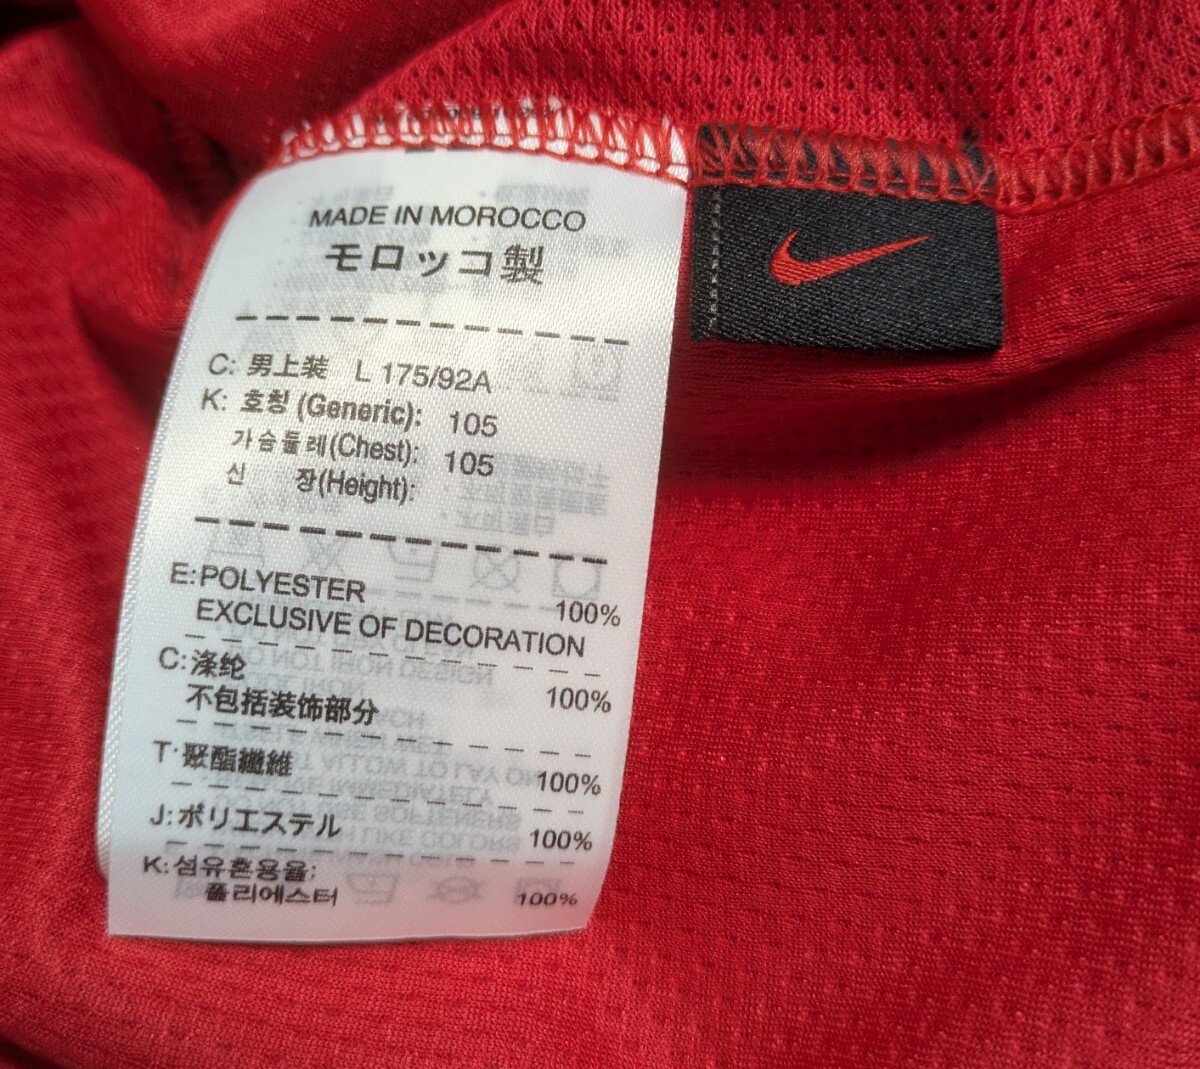 MADE IN MOROCCO
モロッコ製
C: 男上装 L 175/92A
K: 호칭 (Generic): 105
가슴둘레(Chest): 105
신 장(Height):
E:POLYESTER 100%
EXCLUSIVE OF DECORATION
C:涤纶 100%
不包括装饰部分
T:聚酯纖維 100%
J:ポリエステル 100%
K:섬유혼용율:
폴리에스터 100%